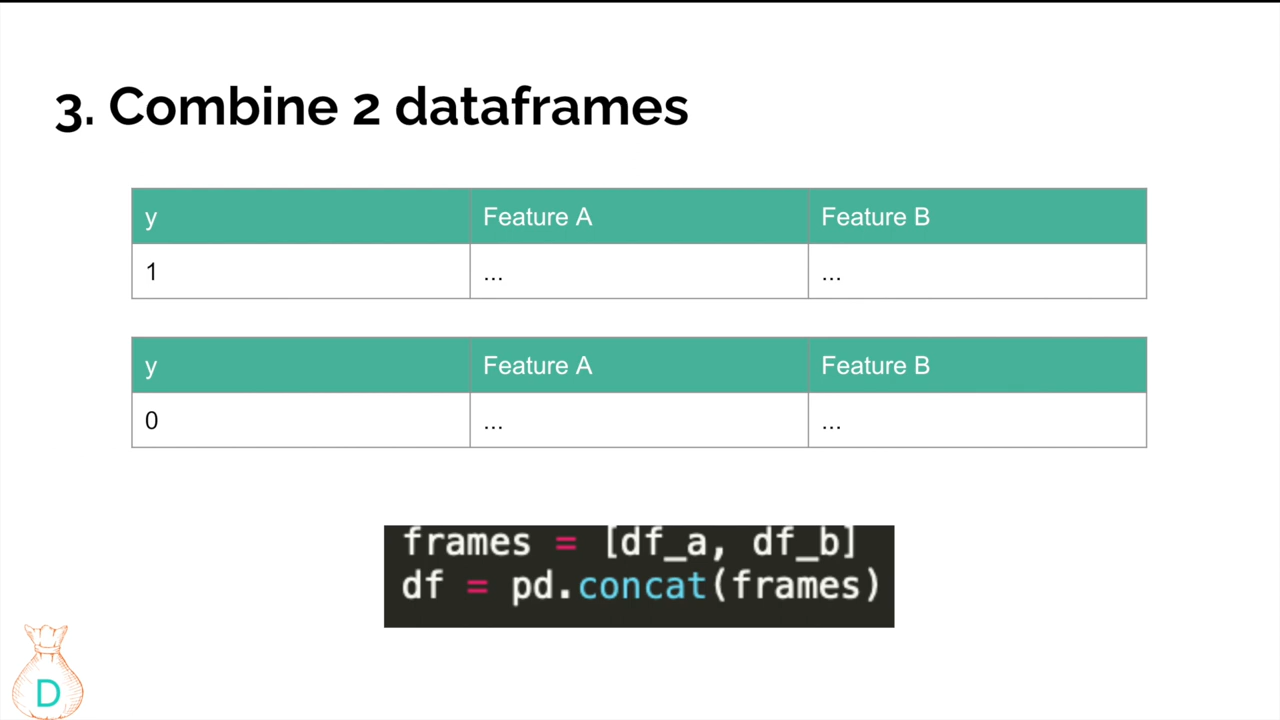 3. Combine 2 dataframes
y Feature A Feature B
1 ... ...
y Feature A Feature B
0 ... ...
frames = [df_a, df_b]
df = pd.concat(frames)
D